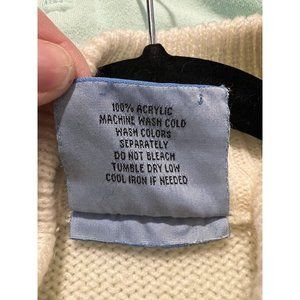 100% ACRYLIC
MACHINE WASH COLD
WASH COLORS
SEPARATELY
DO NOT BLEACH
TUMBLE DRY LOW
COOL IRON IF NEEDED